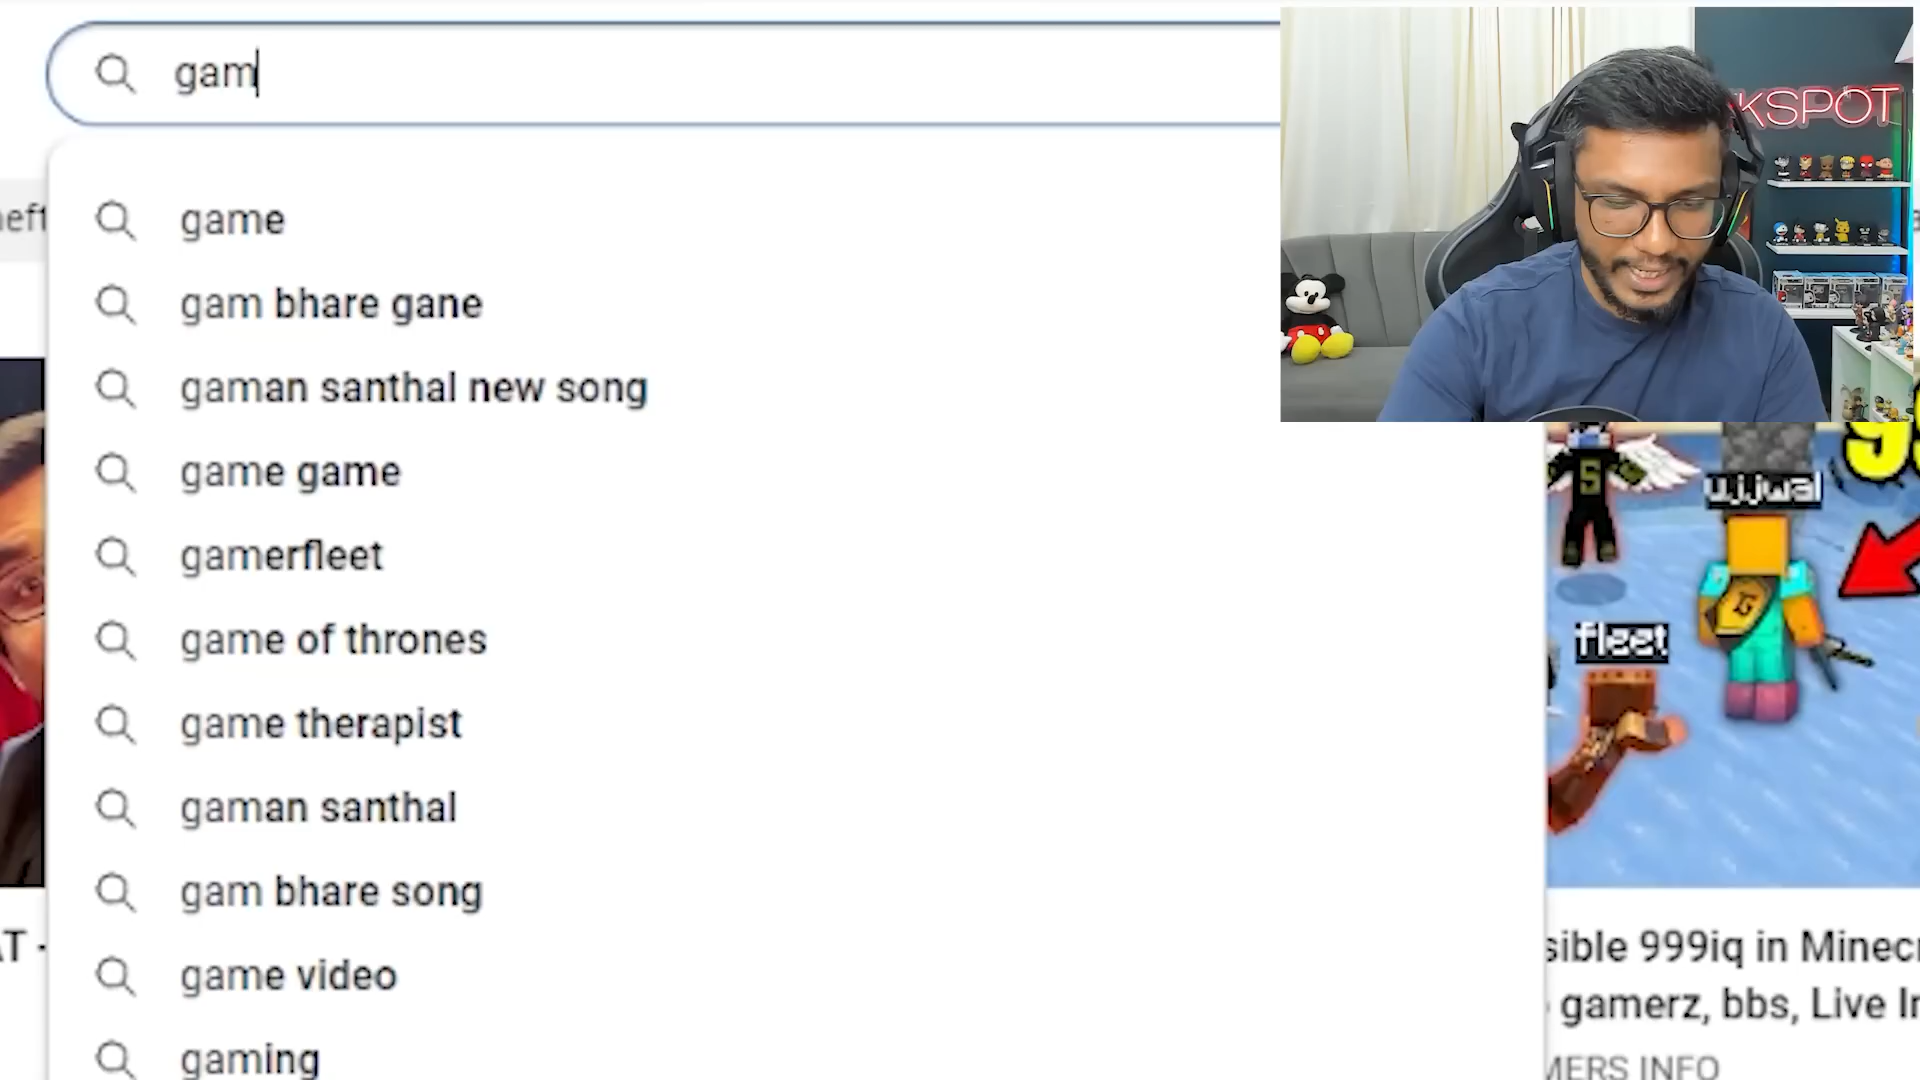 gam
KSPOT
game
gam bhare gane
gaman santhal new song
game game
gamerfleet
game of thrones
game therapist
gaman santhal
gam bhare song
game video
gaming
eft
ujjwal
fleet
AT -
sible 999iq in Minecr
gamerz, bbs, Live In
MERS INFO